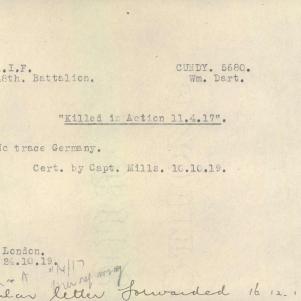 .I.F. CUNDY. 5680.
8th. Battalion. Wm. Dart.
"Killed in Action 11.4.17".
No trace Germany.
Cert. by Capt. Mills. 10.10.19.
London.
24.10.19.
letter forwarded 16.12.